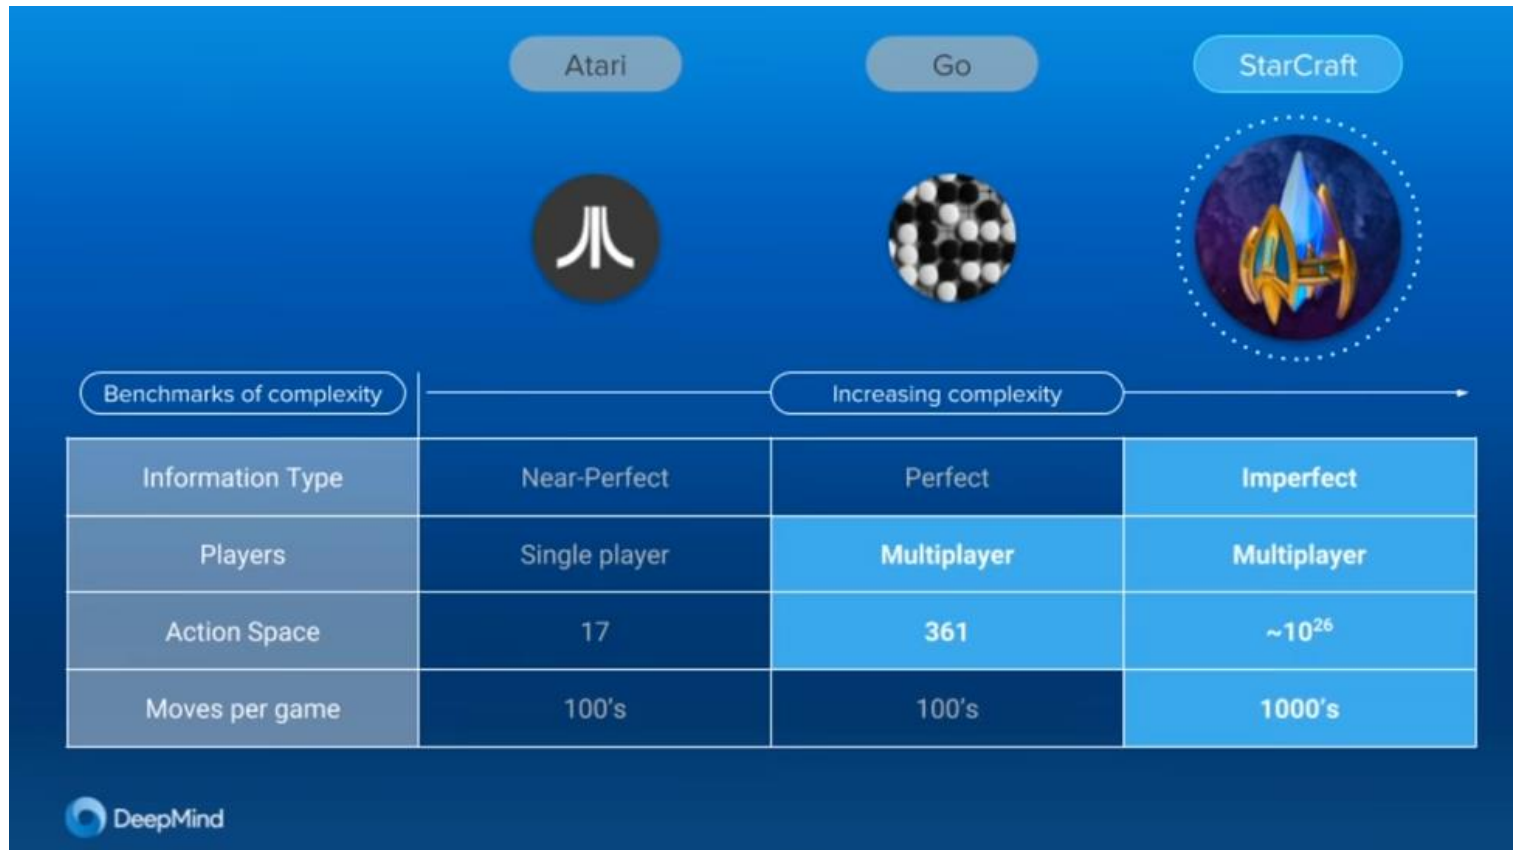 Atari Go StarCraft
Benchmarks of complexity Increasing complexity
Information Type Near-Perfect Perfect Imperfect
Players Single player Multiplayer Multiplayer
Action Space 17 361 ~10²⁶
Moves per game 100's 100's 1000's
DeepMind